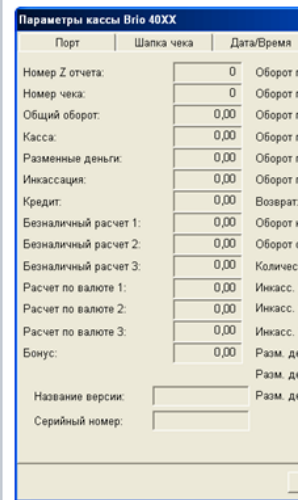 Параметры кассы Brio 40XX
Порт Шапка чека Дата/Время
Номер Z отчета: 0 Оборот
Номер чека: 0 Оборот
Общий оборот: 0,00 Оборот
Касса: 0,00 Оборот
Разменные деньги: 0,00 Оборот
Инкассация: 0,00 Оборот
Кредит: 0,00 Возврат:
Безналичный расчет 1: 0,00 Оборот
Безналичный расчет 2: 0,00 Оборот
Безналичный расчет 3: 0,00 Количес
Расчет по валюте 1: 0,00 Инкасс.
Расчет по валюте 2: 0,00 Инкасс.
Расчет по валюте 3: 0,00 Инкасс.
Бонус: 0,00 Разм. де
Разм. де
Название версии: Разм. де
Серийный номер: